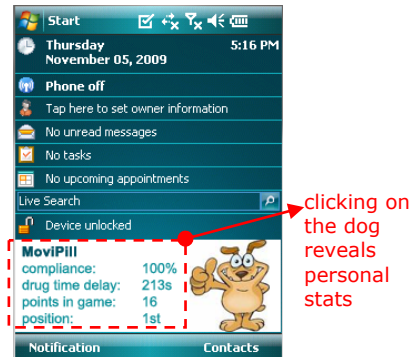 Start
Thursday 5:16 PM
November 05, 2009
Phone off
Tap here to set owner information
No unread messages
No tasks
No upcoming appointments
Live Search
Device unlocked
MoviPill
compliance: 100%
drug time delay: 213s
points in game: 16
position: 1st
Notification Contacts
clicking on
the dog
reveals
personal
stats